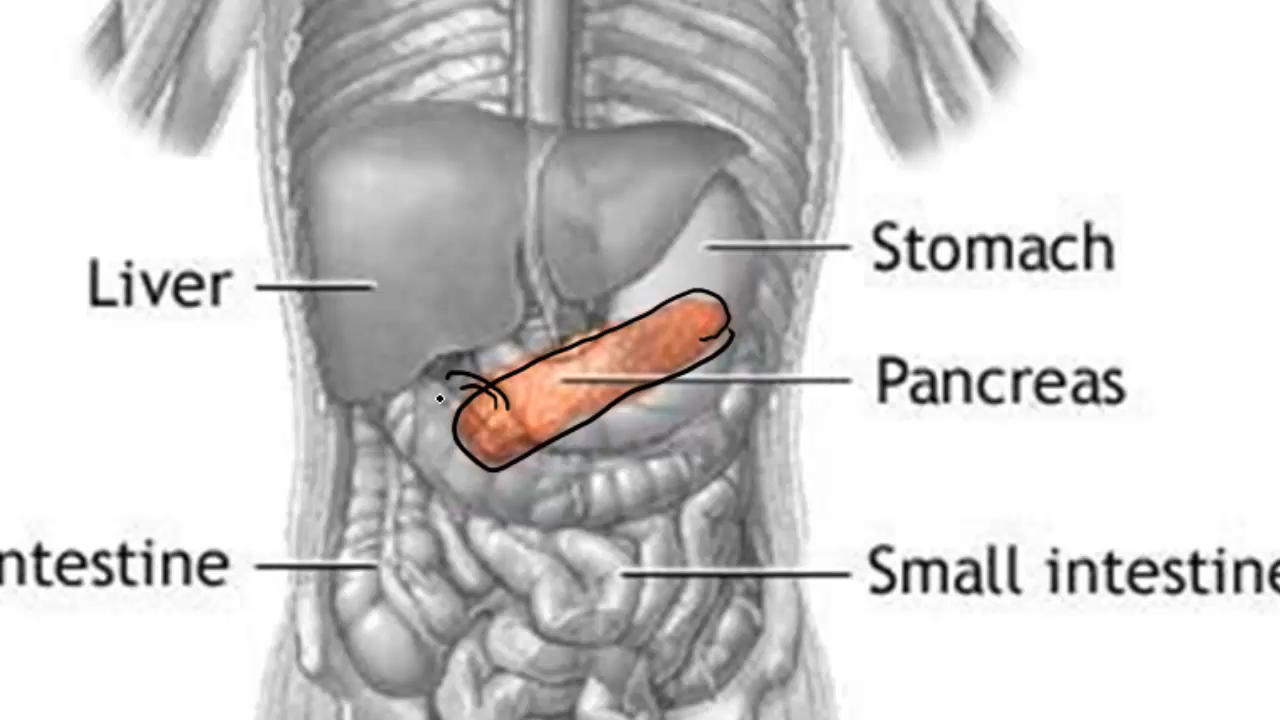 Stomach
Liver
Pancreas
ntestine
Small intestine